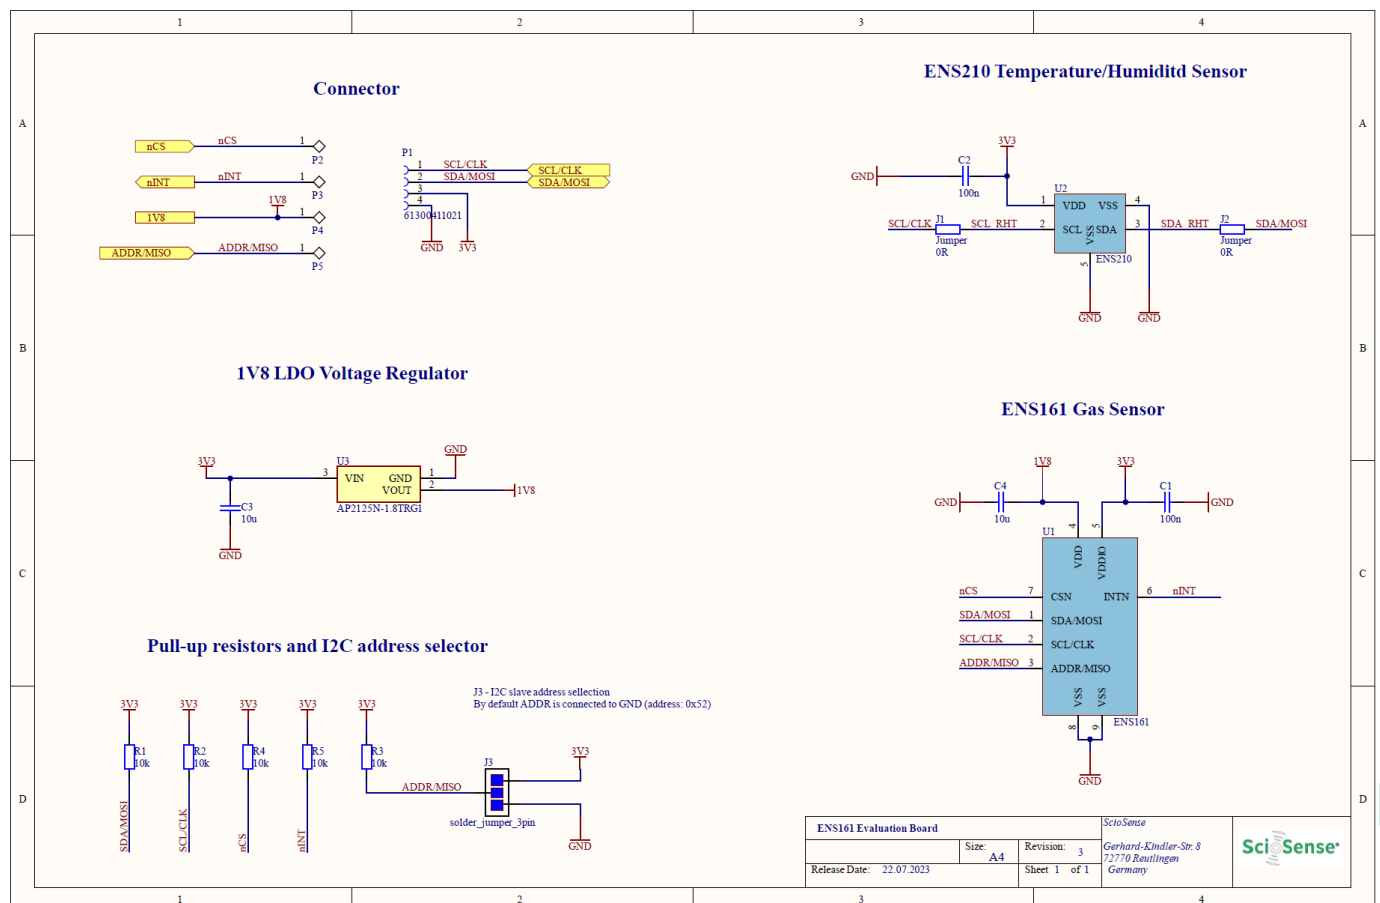 1 2 3 4
A A
B B
C C
D D
Connector
nCS nCS 1 P2
nINT nINT 1 P3
1V8 1V8 1 P4
ADDR/MISO ADDR/MISO 1 P5
P1
1 SCL/CLK SCL/CLK
2 SDA/MOSI SDA/MOSI
3
4
61300411021
GND 3V3
ENS210 Temperature/Humiditd Sensor
3V3
C2
GND
100n
U2
1 VDD VSS 4
SCL/CLK J1 SCL_RHT 2 SCL SDA 3 SDA_RHT J2 SDA/MOSI
VSS
Jumper
0R
Jumper
0R
5
ENS210
GND GND
1V8 LDO Voltage Regulator
GND
3V3
U3
3 VIN GND 1
VOUT 2 1V8
AP2125N-1.8TRG1
C3
10u
GND
ENS161 Gas Sensor
1V8 3V3
C4 C1
GND GND
10u 100n
4 5
U1
VDD VDDIO
nCS 7 CSN INTN 6 nINT
SDA/MOSI 1 SDA/MOSI
SCL/CLK 2 SCL/CLK
ADDR/MISO 3 ADDR/MISO
VSS VSS
8 9
ENS161
GND
Pull-up resistors and I2C address selector
J3 - I2C slave address sellection
By default ADDR is connected to GND (address: 0x52)
3V3 3V3 3V3 3V3 3V3
R1 R2 R4 R5 R3
10k 10k 10k 10k 10k
SDA/MOSI SCL/CLK nCS nINT
ADDR/MISO
J3
3V3
solder_jumper_3pin
GND
ENS161 Evaluation Board
Size: A4
Revision: 3
Release Date: 22.07.2023
Sheet 1 of 1
ScioSense
Gerhard-Kindler-Str. 8
72770 Reutlingen
Germany
ScioSense
1 2 3 4